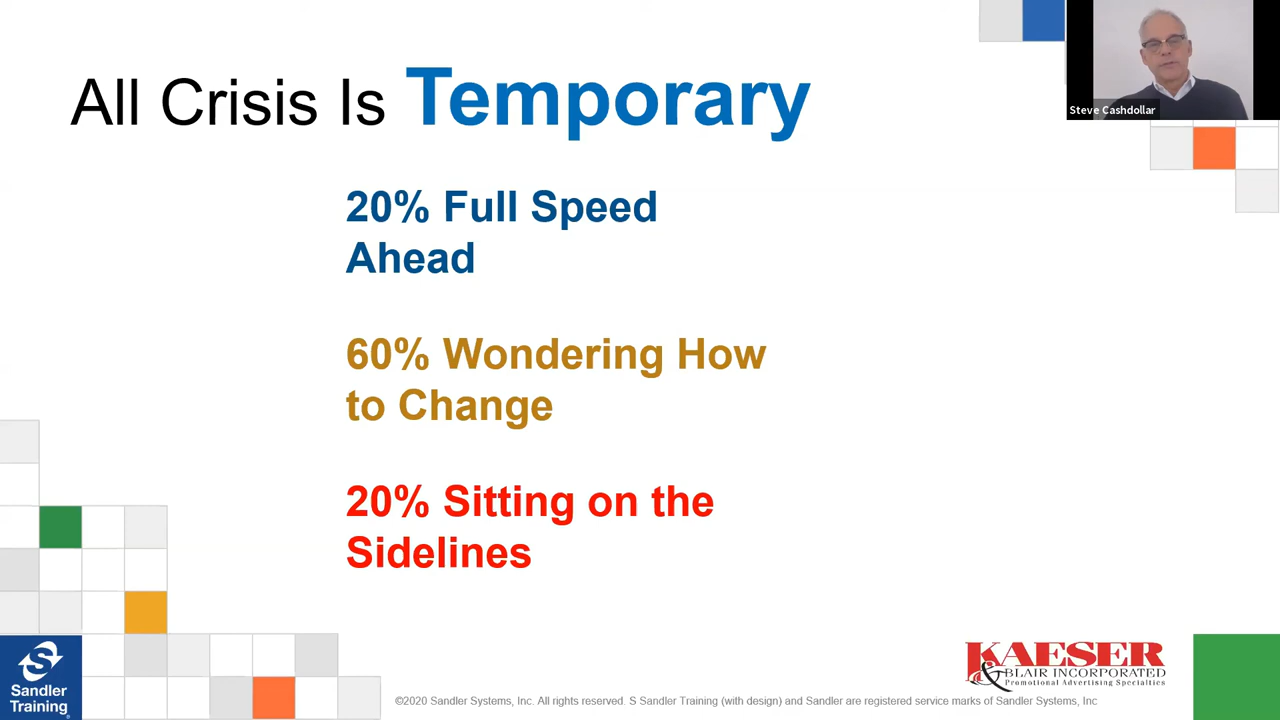 All Crisis Is Temporary
Steve Cashdollar
20% Full Speed
Ahead
60% Wondering How
to Change
20% Sitting on the
Sidelines
S
Sandler
Training®
KAESER
& BLAIR INCORPORATED
Promotional Advertising Specialties
©2020 Sandler Systems, Inc. All rights reserved. S Sandler Training (with design) and Sandler are registered service marks of Sandler Systems, Inc